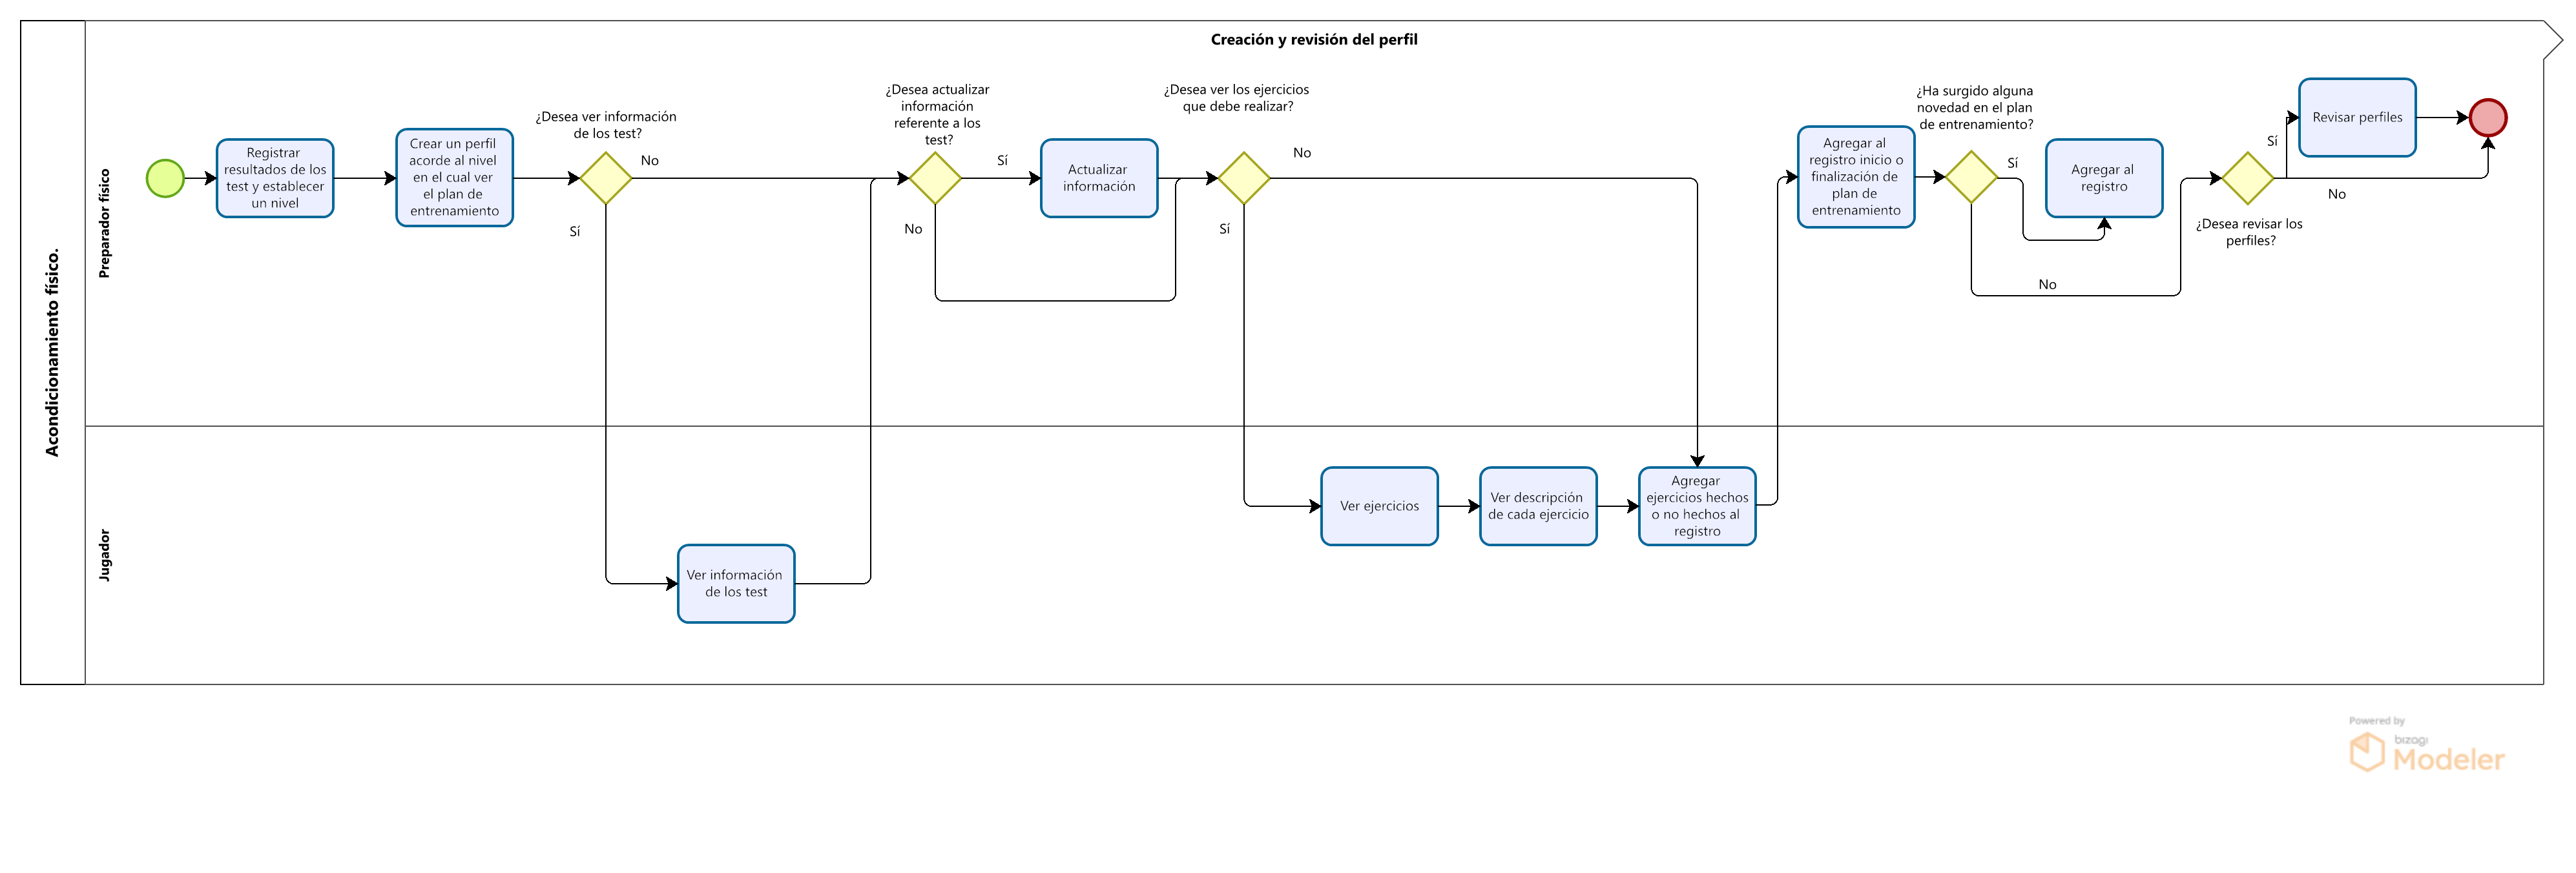 Creación y revisión del perfil
Acondicionamiento físico.
Preparador físico
Registrar
resultados de los
test y establecer
un nivel
Crear un perfil
acorde al nivel
en el cual ver
el plan de
entrenamiento
¿Desea ver información
de los test?
No
Sí
¿Desea actualizar
información
referente a los
test?
Sí
No
Actualizar
información
¿Desea ver los ejercicios
que debe realizar?
No
Sí
Agregar al
registro inicio o
finalización de
plan de
entrenamiento
¿Ha surgido alguna
novedad en el plan
de entrenamiento?
Sí
No
Agregar al
registro
¿Desea revisar los
perfiles?
Sí
No
Revisar perfiles
Jugador
Ver información
de los test
Ver ejercicios
Ver descripción
de cada ejercicio
Agregar
ejercicios hechos
o no hechos al
registro
Powered by
bizagi
Modeler